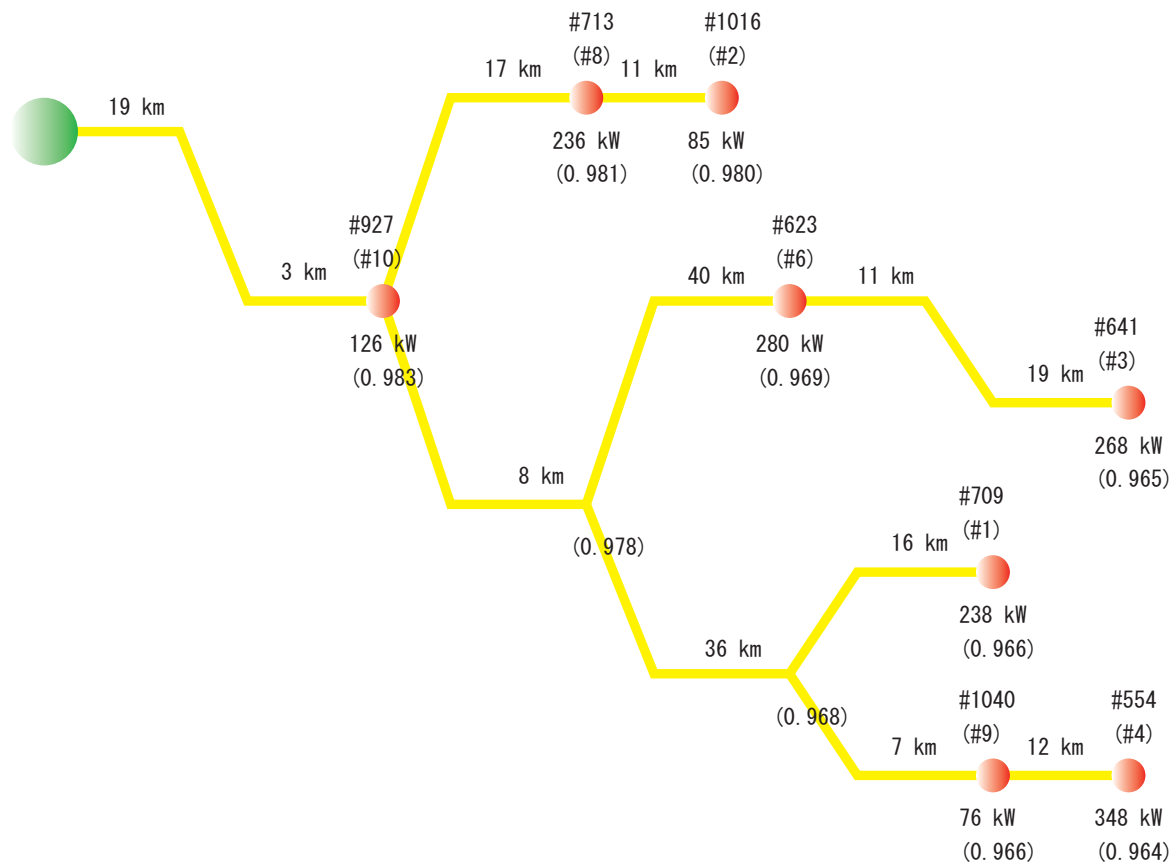 19 km
3 km
#927
(#10)
126 kW
(0.983)
17 km
#713
(#8)
236 kW
(0.981)
11 km
#1016
(#2)
85 kW
(0.980)
8 km
(0.978)
40 km
#623
(#6)
280 kW
(0.969)
11 km
19 km
#641
(#3)
268 kW
(0.965)
36 km
(0.968)
16 km
#709
(#1)
238 kW
(0.966)
7 km
#1040
(#9)
76 kW
(0.966)
12 km
#554
(#4)
348 kW
(0.964)